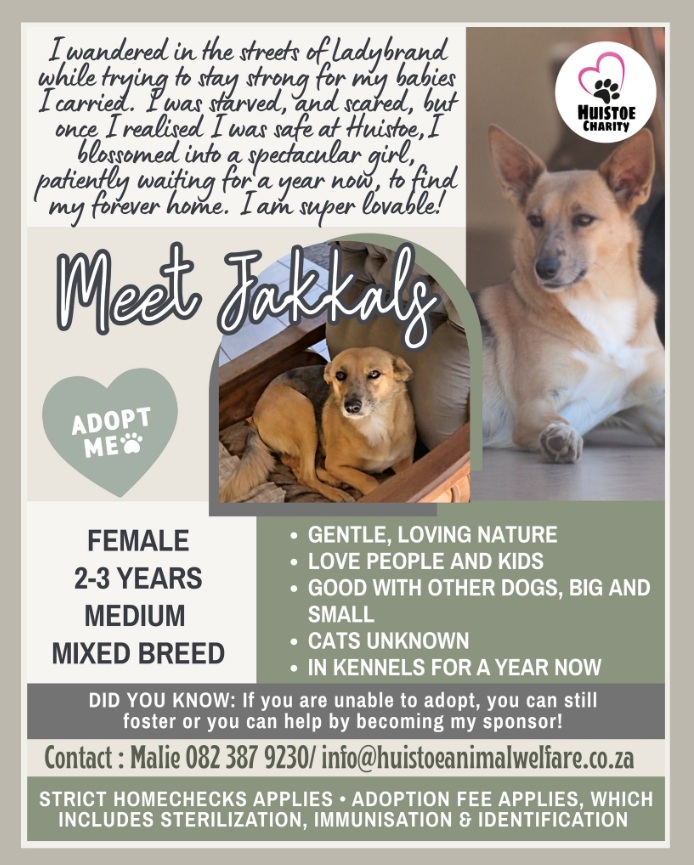 I wandered in the streets of Ladybrand
while trying to stay strong for my babies
I carried. I was starved, and scared, but
once I realised I was safe at Huistoe, I
blossomed into a spectacular girl,
patiently waiting for a year now, to find
my forever home. I am super lovable!
HUISTOE
CHARITY
Meet Jakkals
ADOPT
ME
FEMALE
2-3 YEARS
MEDIUM
MIXED BREED
• GENTLE, LOVING NATURE
• LOVE PEOPLE AND KIDS
• GOOD WITH OTHER DOGS, BIG AND
SMALL
• CATS UNKNOWN
• IN KENNELS FOR A YEAR NOW
DID YOU KNOW: If you are unable to adopt, you can still
foster or you can help by becoming my sponsor!
Contact : Malie 082 387 9230/ info@huistoeanimalwelfare.co.za
STRICT HOMECHECKS APPLIES • ADOPTION FEE APPLIES, WHICH
INCLUDES STERILIZATION, IMMUNISATION & IDENTIFICATION